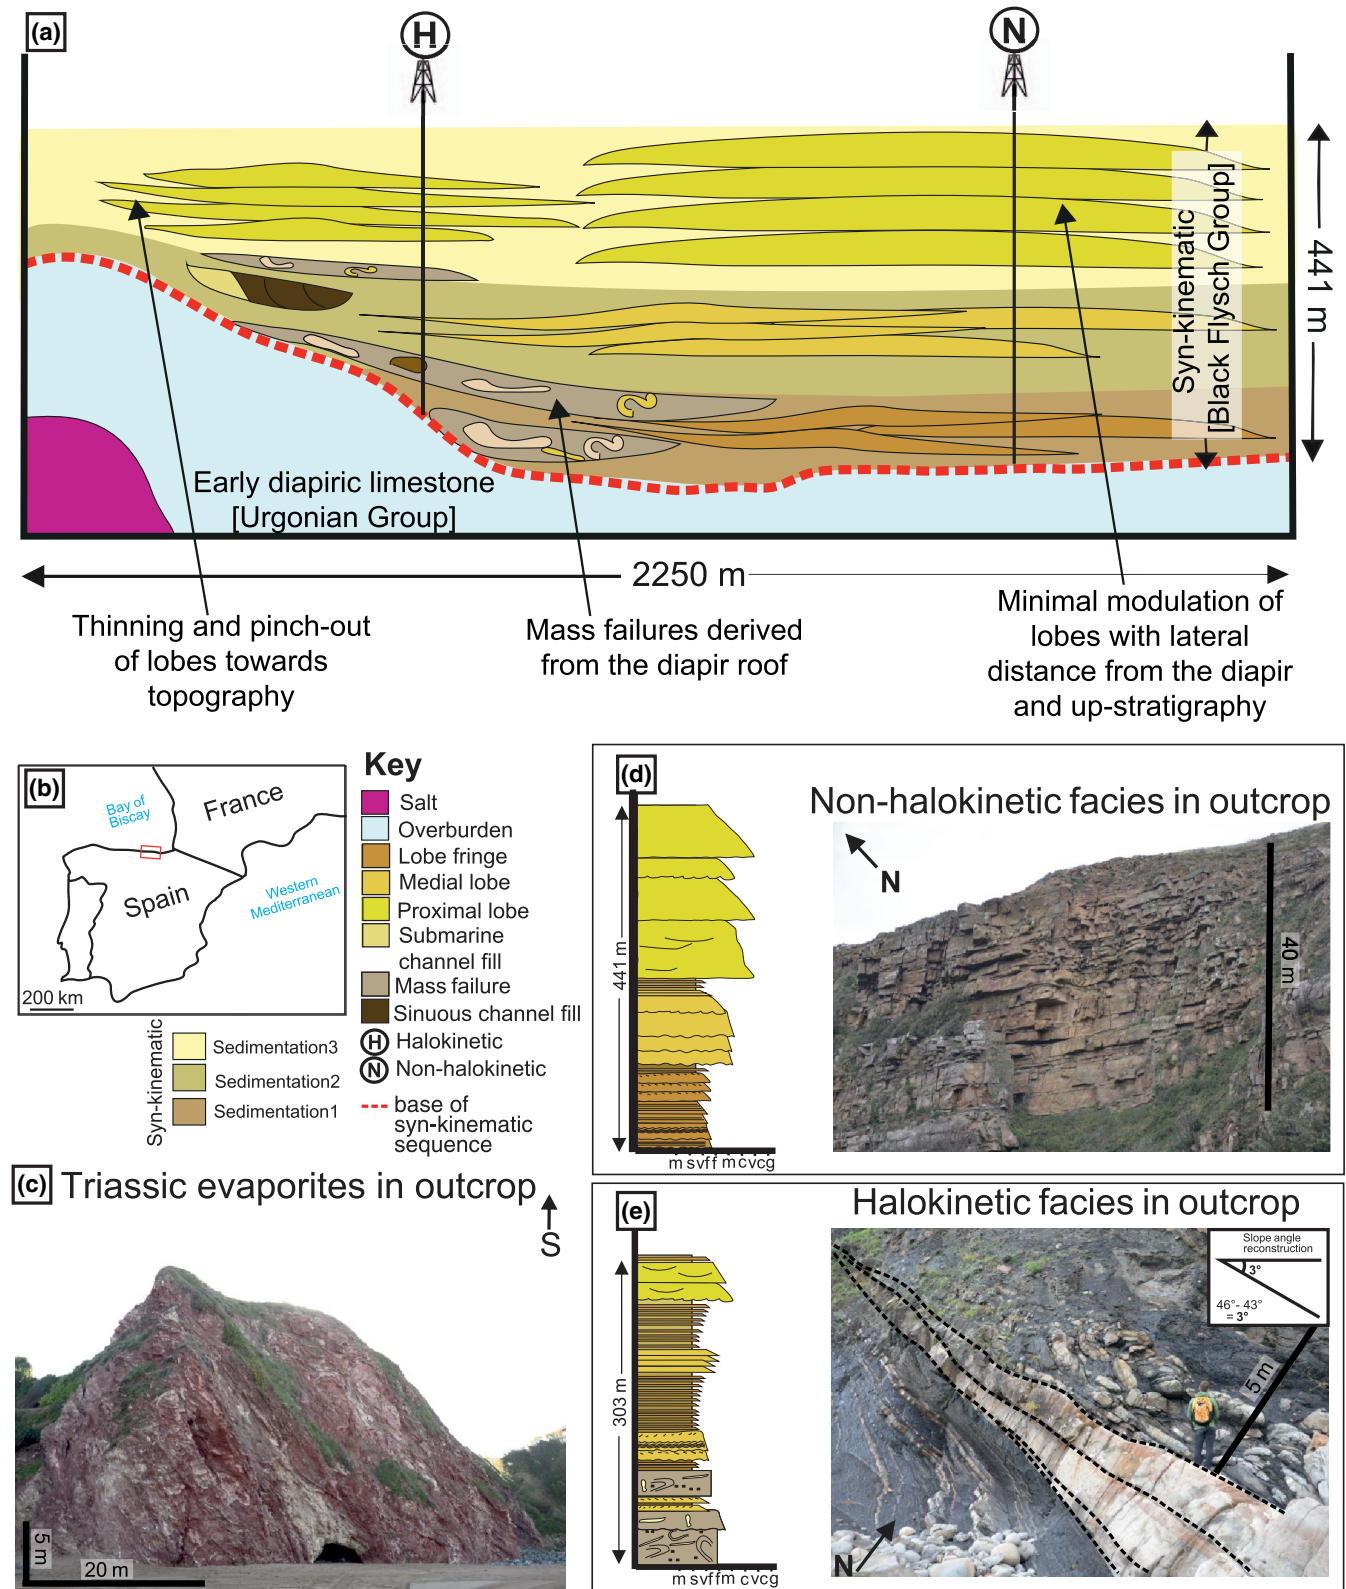 (a)
H
N
Syn-kinematic
[Black Flysch Group]
441 m
Early diapiric limestone
[Urgonian Group]
2250 m
Thinning and pinch-out
of lobes towards
topography
Mass failures derived
from the diapir roof
Minimal modulation of
lobes with lateral
distance from the diapir
and up-stratigraphy
(b)
Bay of
Biscay
France
Spain
Western
Mediterranean
200 km
Key
Salt
Overburden
Lobe fringe
Medial lobe
Proximal lobe
Submarine
channel fill
Mass failure
Sinuous channel fill
H Halokinetic
N Non-halokinetic
base of
syn-kinematic
sequence
Syn-kinematic
Sedimentation3
Sedimentation2
Sedimentation1
(c) Triassic evaporites in outcrop
S
5 m
20 m
(d)
Non-halokinetic facies in outcrop
N
40 m
441 m
m s vf f m c vc g
(e)
Halokinetic facies in outcrop
Slope angle
reconstruction
3°
46°- 43°
= 3°
5 m
N
303 m
m s vf f m c vc g